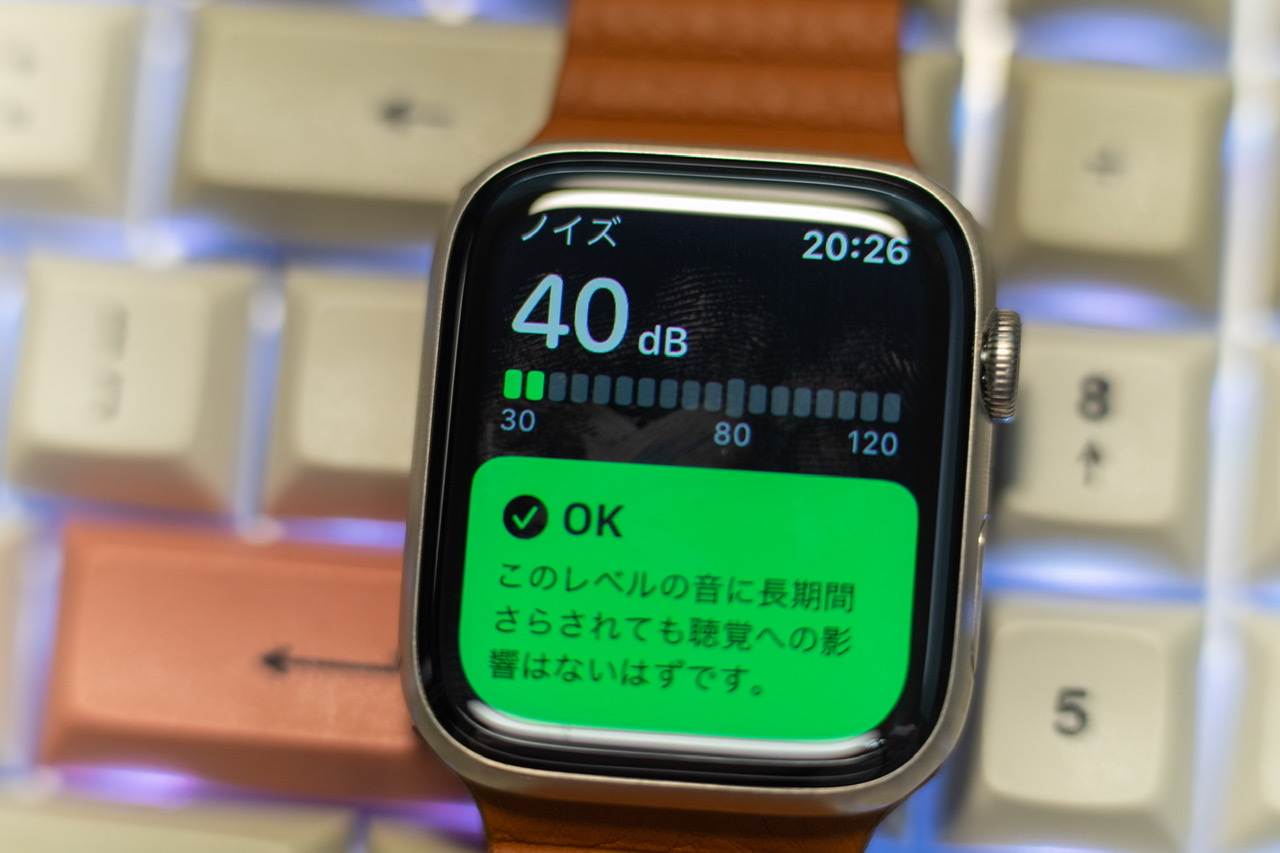 ノイズ
20:26
40 dB
30 80 120
OK
このレベルの音に長期間
さらされても聴覚への影
響はないはずです。
8
↑
5
←
←